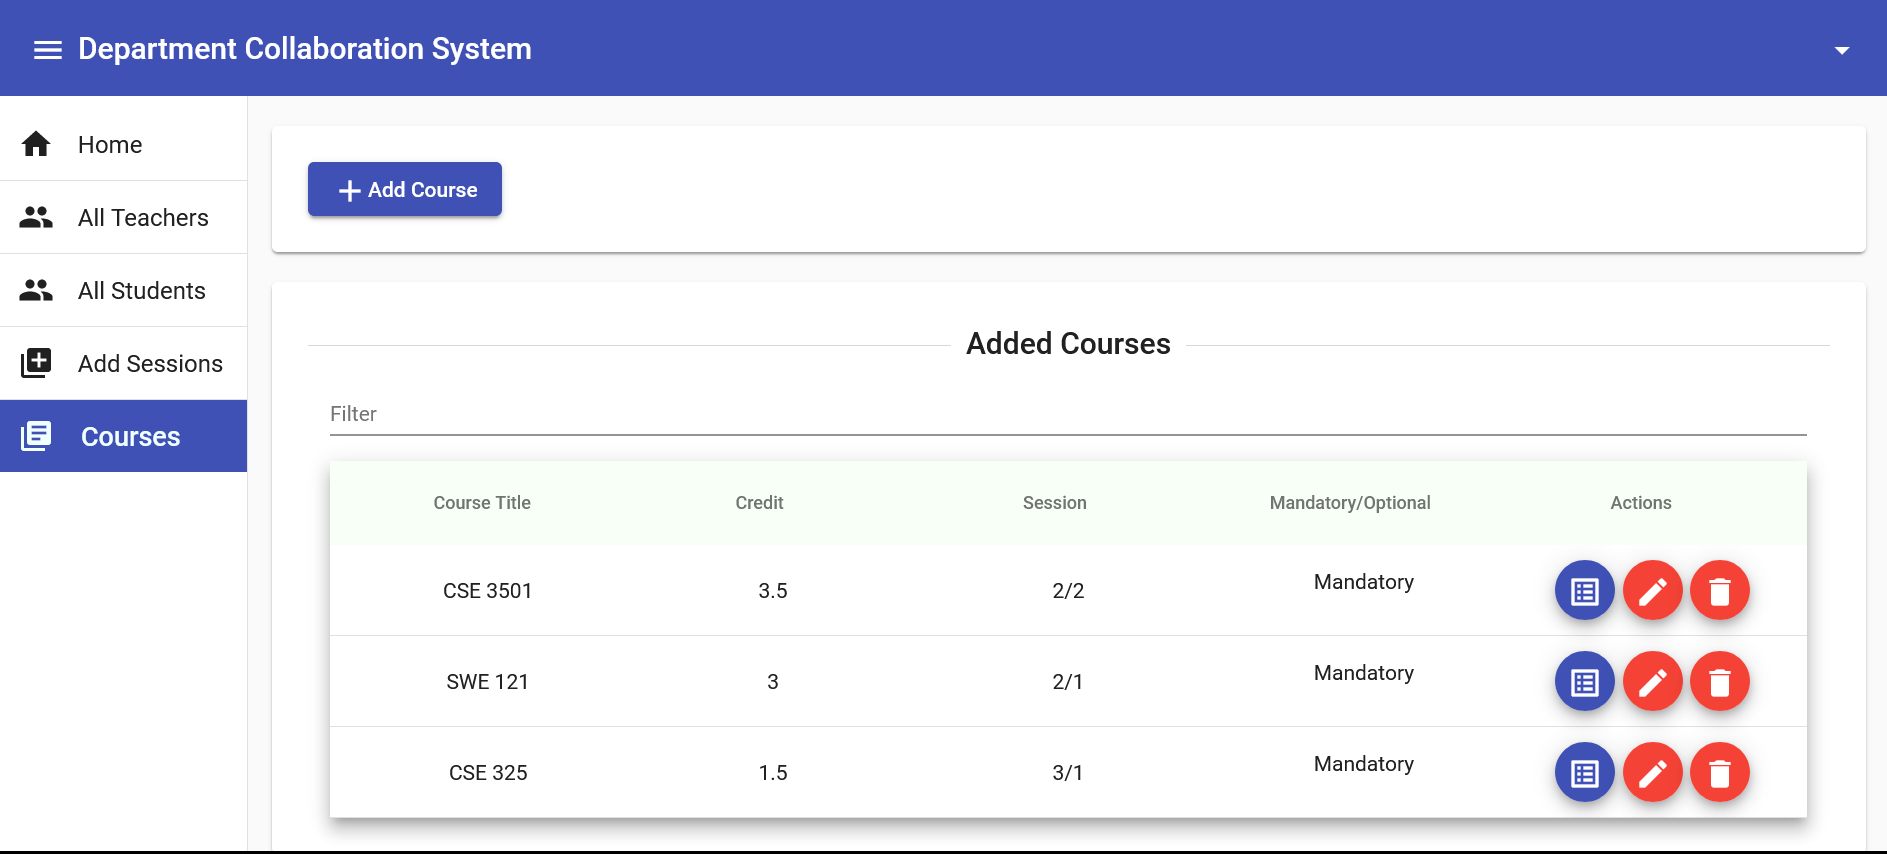 Department Collaboration System
Home
All Teachers
All Students
Add Sessions
Courses
Add Course
Added Courses
Filter
Course Title Credit Session Mandatory/Optional Actions
CSE 3501 3.5 2/2 Mandatory
SWE 121 3 2/1 Mandatory
CSE 325 1.5 3/1 Mandatory